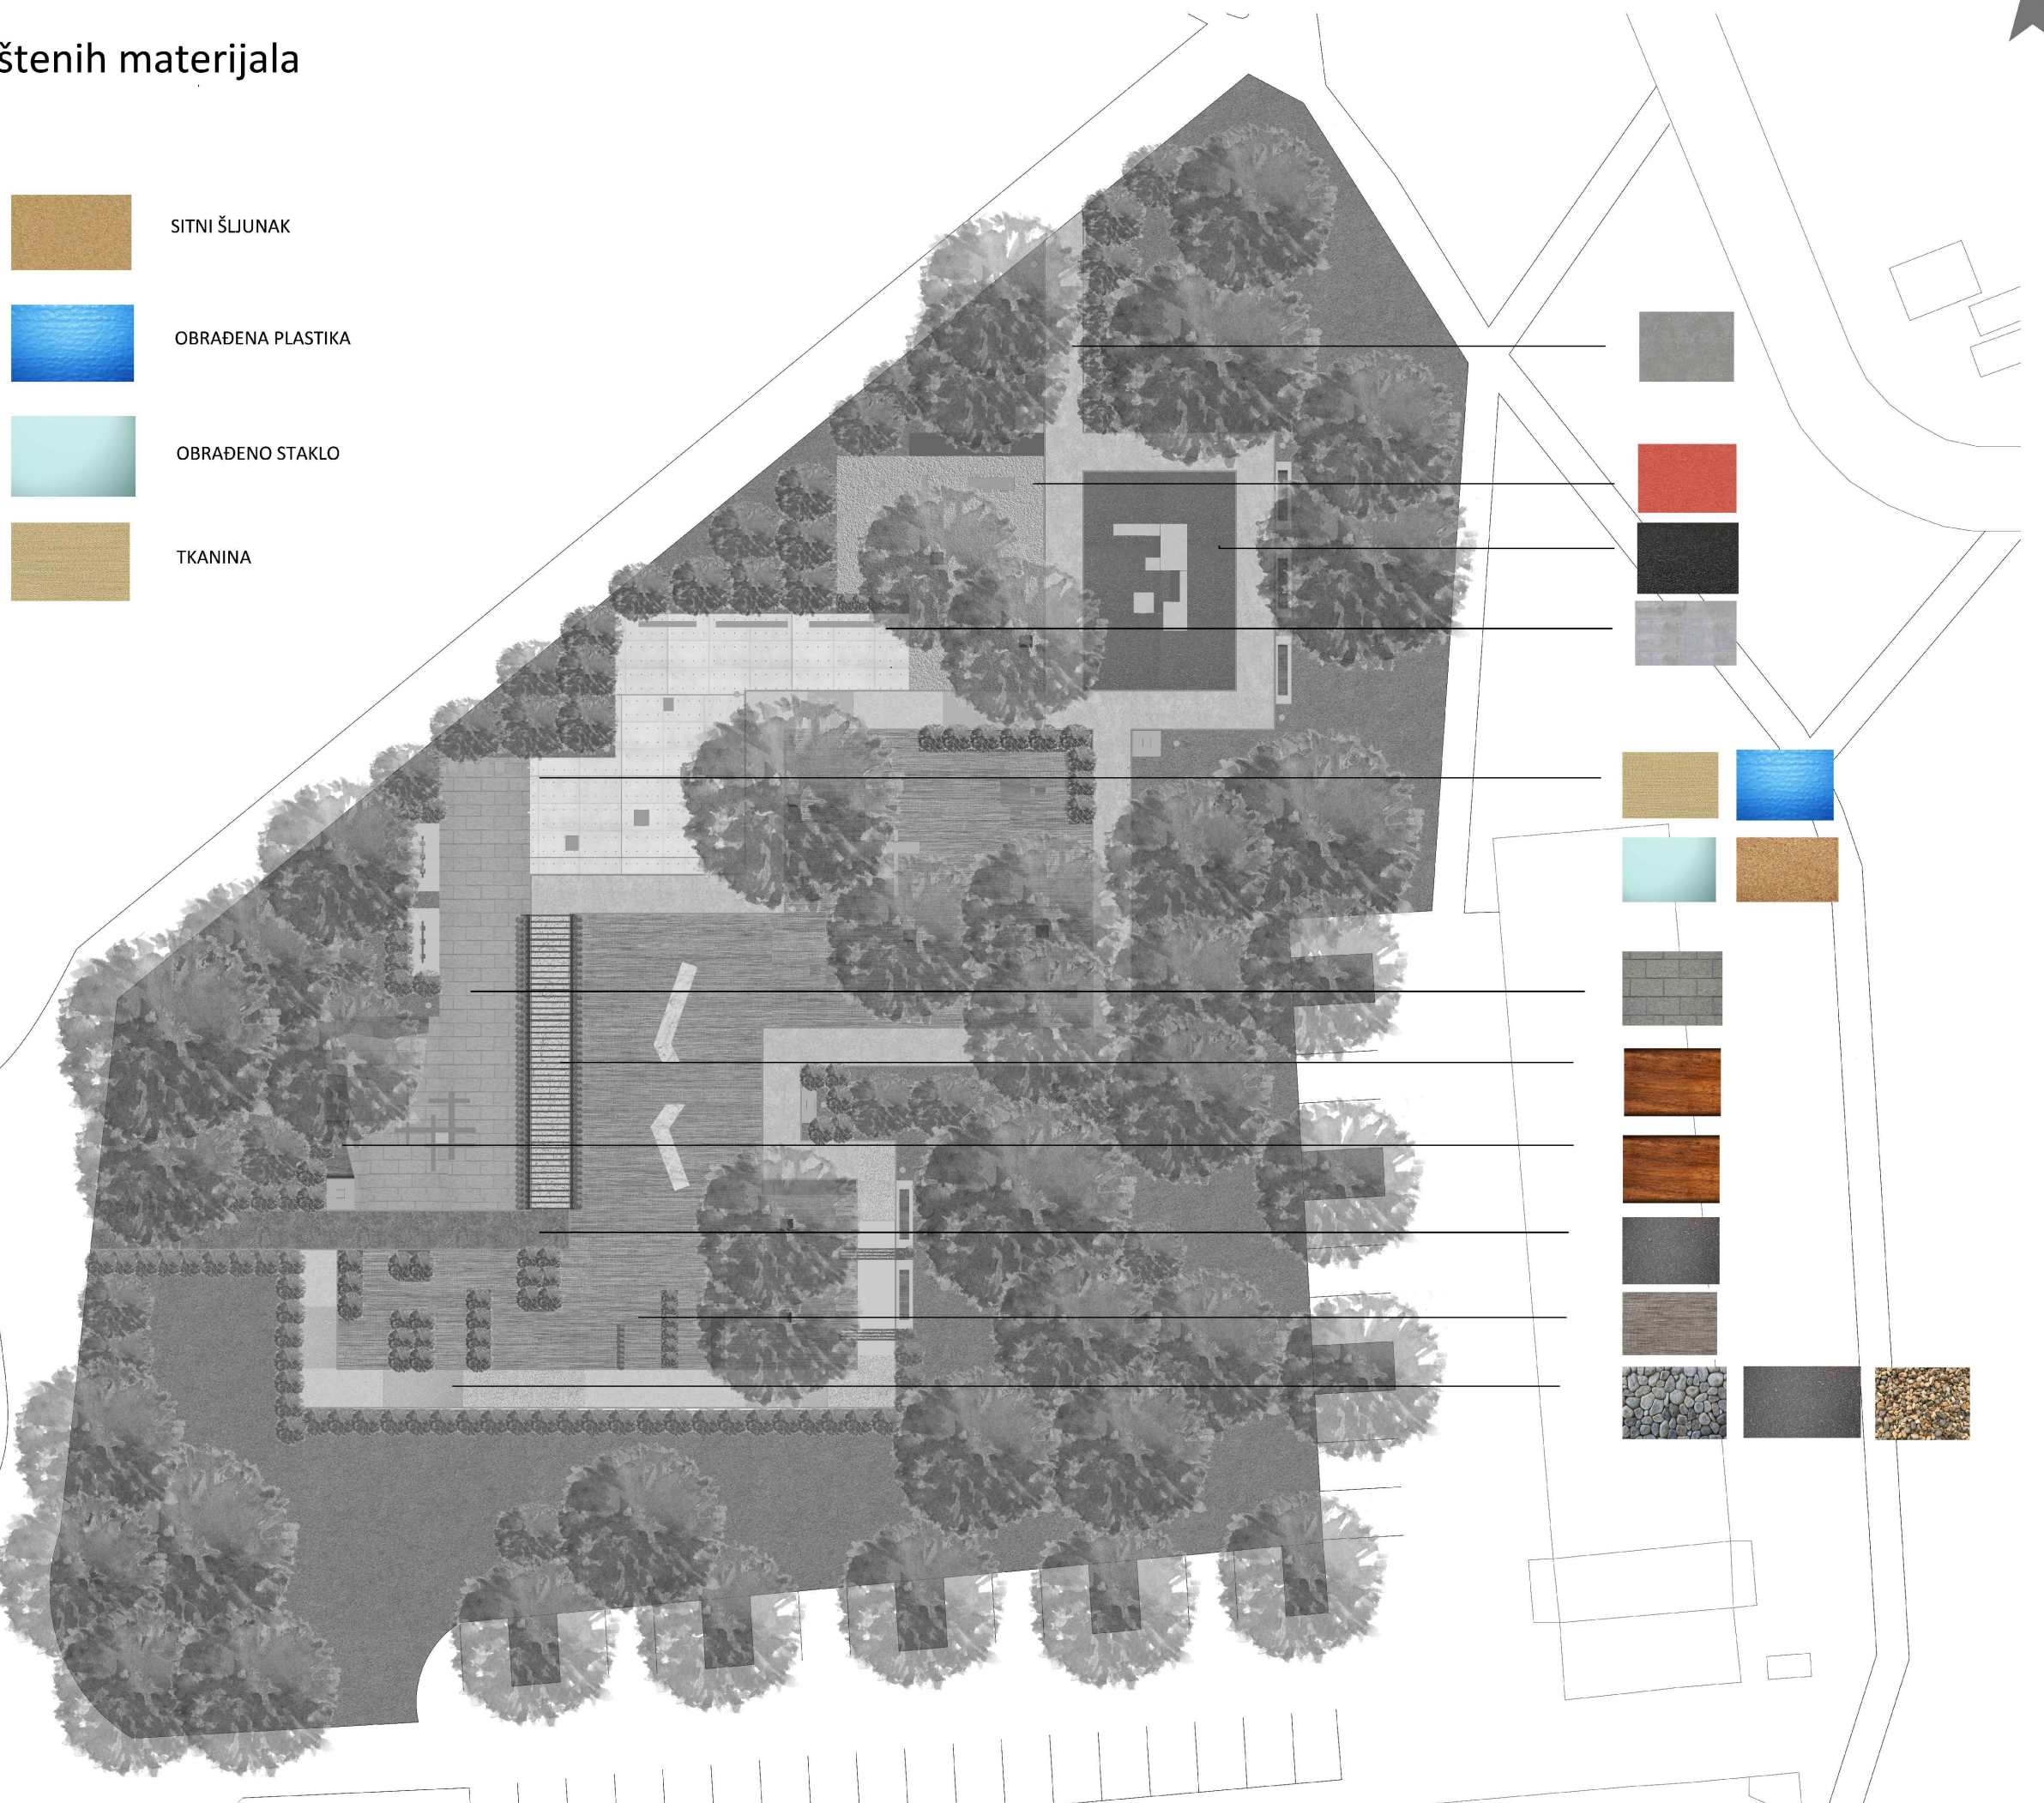 štenih materijala
SITNI ŠLJUNAK
OBRAĐENA PLASTIKA
OBRAĐENO STAKLO
TKANINA